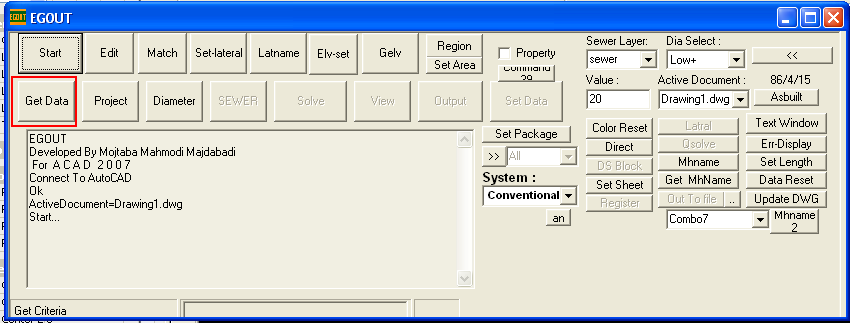 EGOUT
Start
Edit
Match
Set-lateral
Latname
Elv-set
Gelv
Region
Set Area
Property
Sewer Layer:
sewer
Dia Select :
Low+
<<
Value :
20
Active Document :
Drawing1.dwg
86/4/15
Asbuilt
Get Data
Project
Diameter
SEWER
Solve
View
Output
Set Data
EGOUT
Developed By Mojtaba Mahmodi Majdabadi
For A C A D 2 0 0 7
Connect To AutoCAD
Ok
ActiveDocument=Drawing1.dwg
Start...
Set Package
>>
All
System :
Conventional
an
Color Reset
Direct
DS Block
Set Sheet
Register
Latral
Qsolve
Mhname
Get MhName
Out To file
..
Combo7
Text Window
Err-Display
Set Length
Data Reset
Update DWG
Mhname
2
Get Criteria